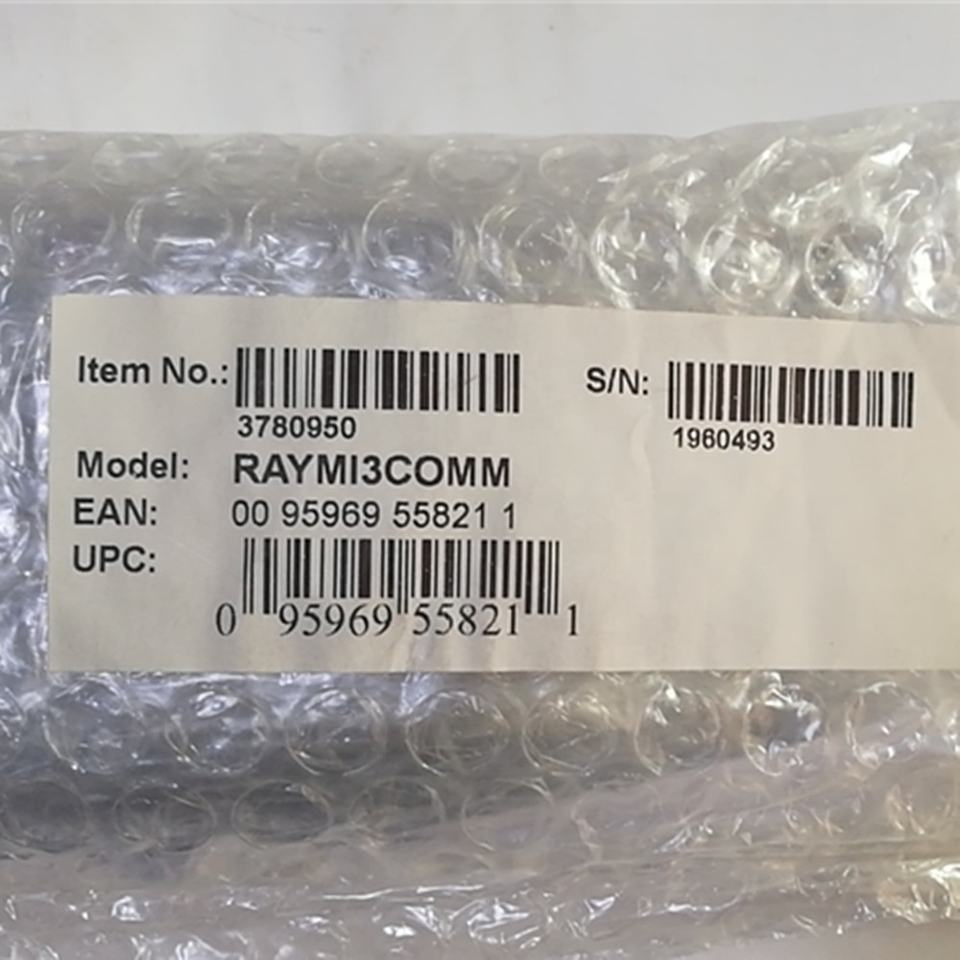 Item No.:
3780950
S/N:
1960493
Model: RAYMI3COMM
EAN: 00 95969 55821 1
UPC:
0 95969 55821 1